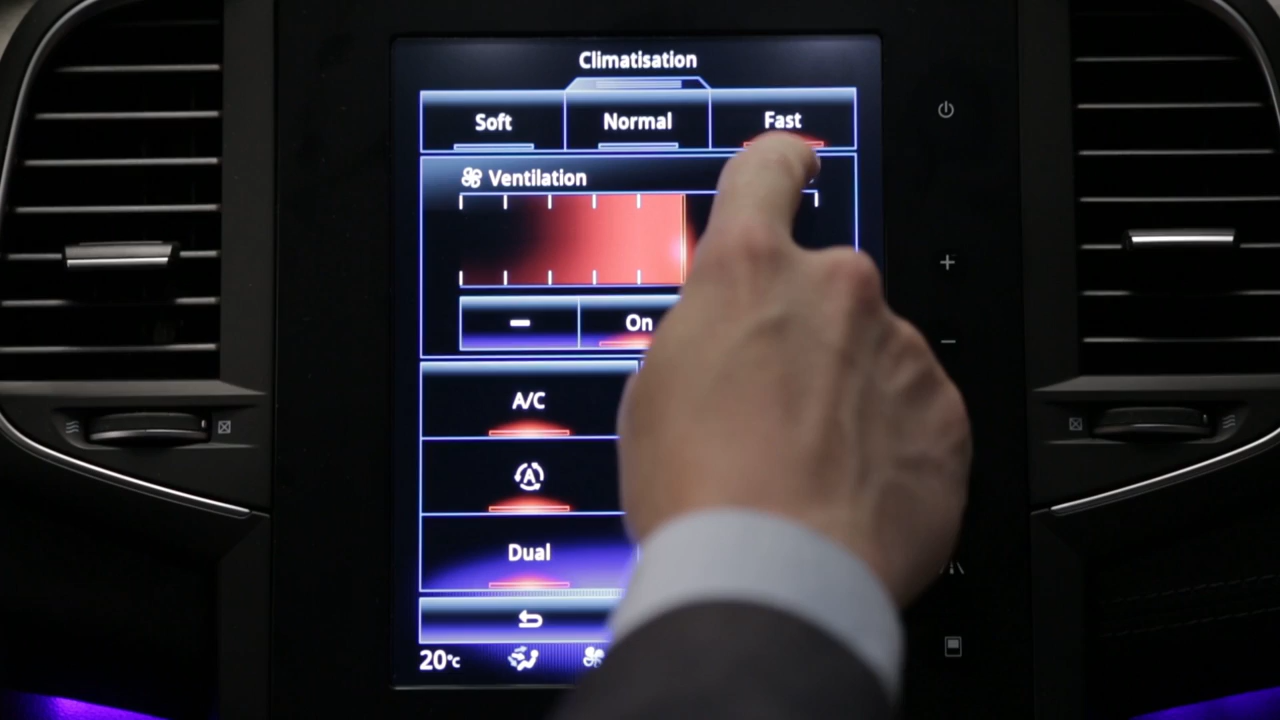 Climatisation
Soft Normal Fast
Ventilation
On
A/C
A
Dual
20°C